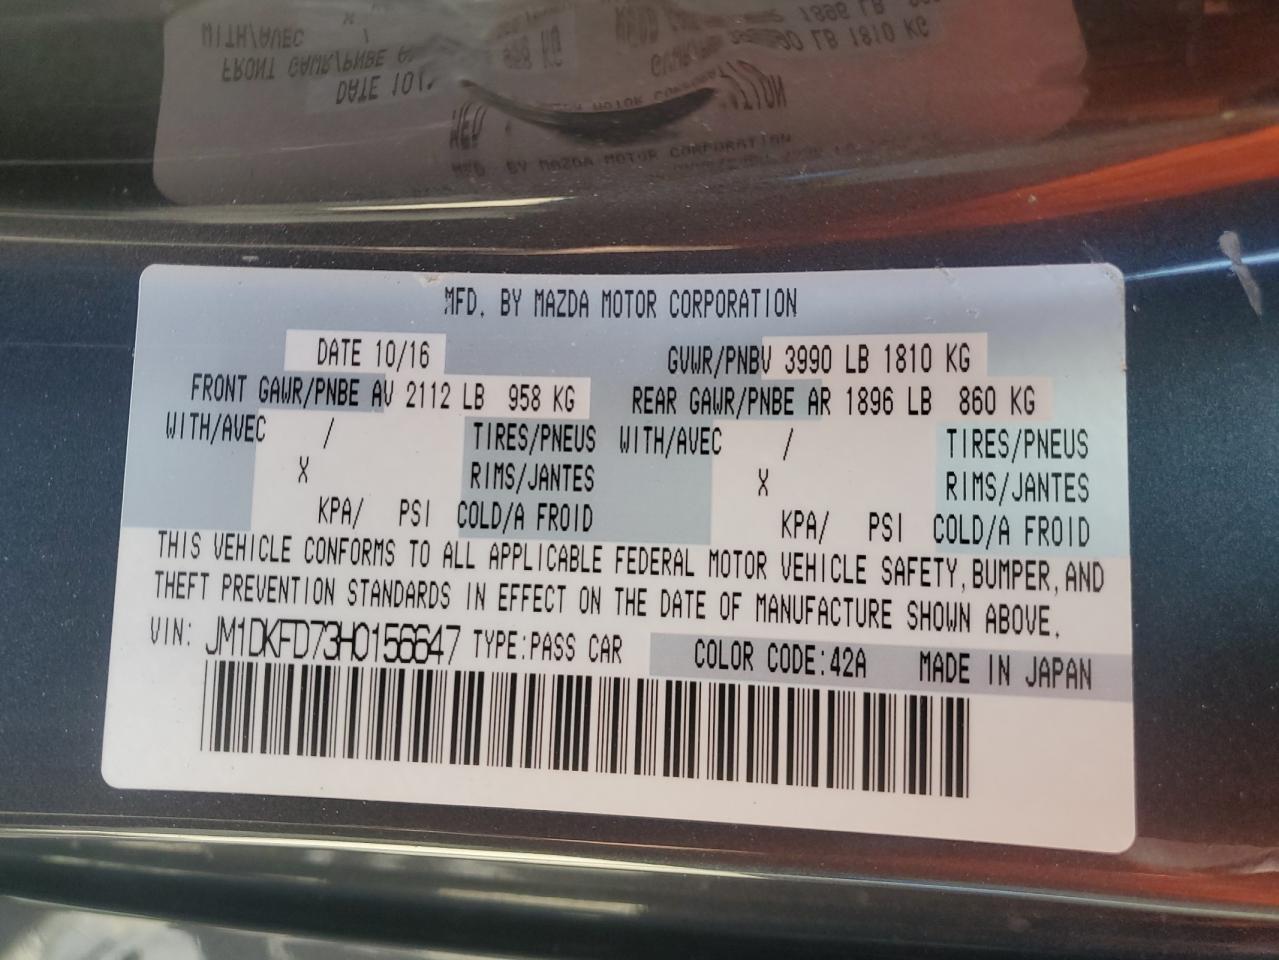 MFD. BY MAZDA MOTOR CORPORATION
DATE 10/16 GVWR/PNBV 3990 LB 1810 KG
FRONT GAWR/PNBE AV 2112 LB 958 KG REAR GAWR/PNBE AR 1896 LB 860 KG
WITH/AVEC / TIRES/PNEUS WITH/AVEC / TIRES/PNEUS
X RIMS/JANTES X RIMS/JANTES
KPA/ PSI COLD/A FROID KPA/ PSI COLD/A FROID
THIS VEHICLE CONFORMS TO ALL APPLICABLE FEDERAL MOTOR VEHICLE SAFETY, BUMPER, AND
THEFT PREVENTION STANDARDS IN EFFECT ON THE DATE OF MANUFACTURE SHOWN ABOVE.
VIN: JM1DKFD73H0156647 TYPE:PASS CAR COLOR CODE:42A MADE IN JAPAN